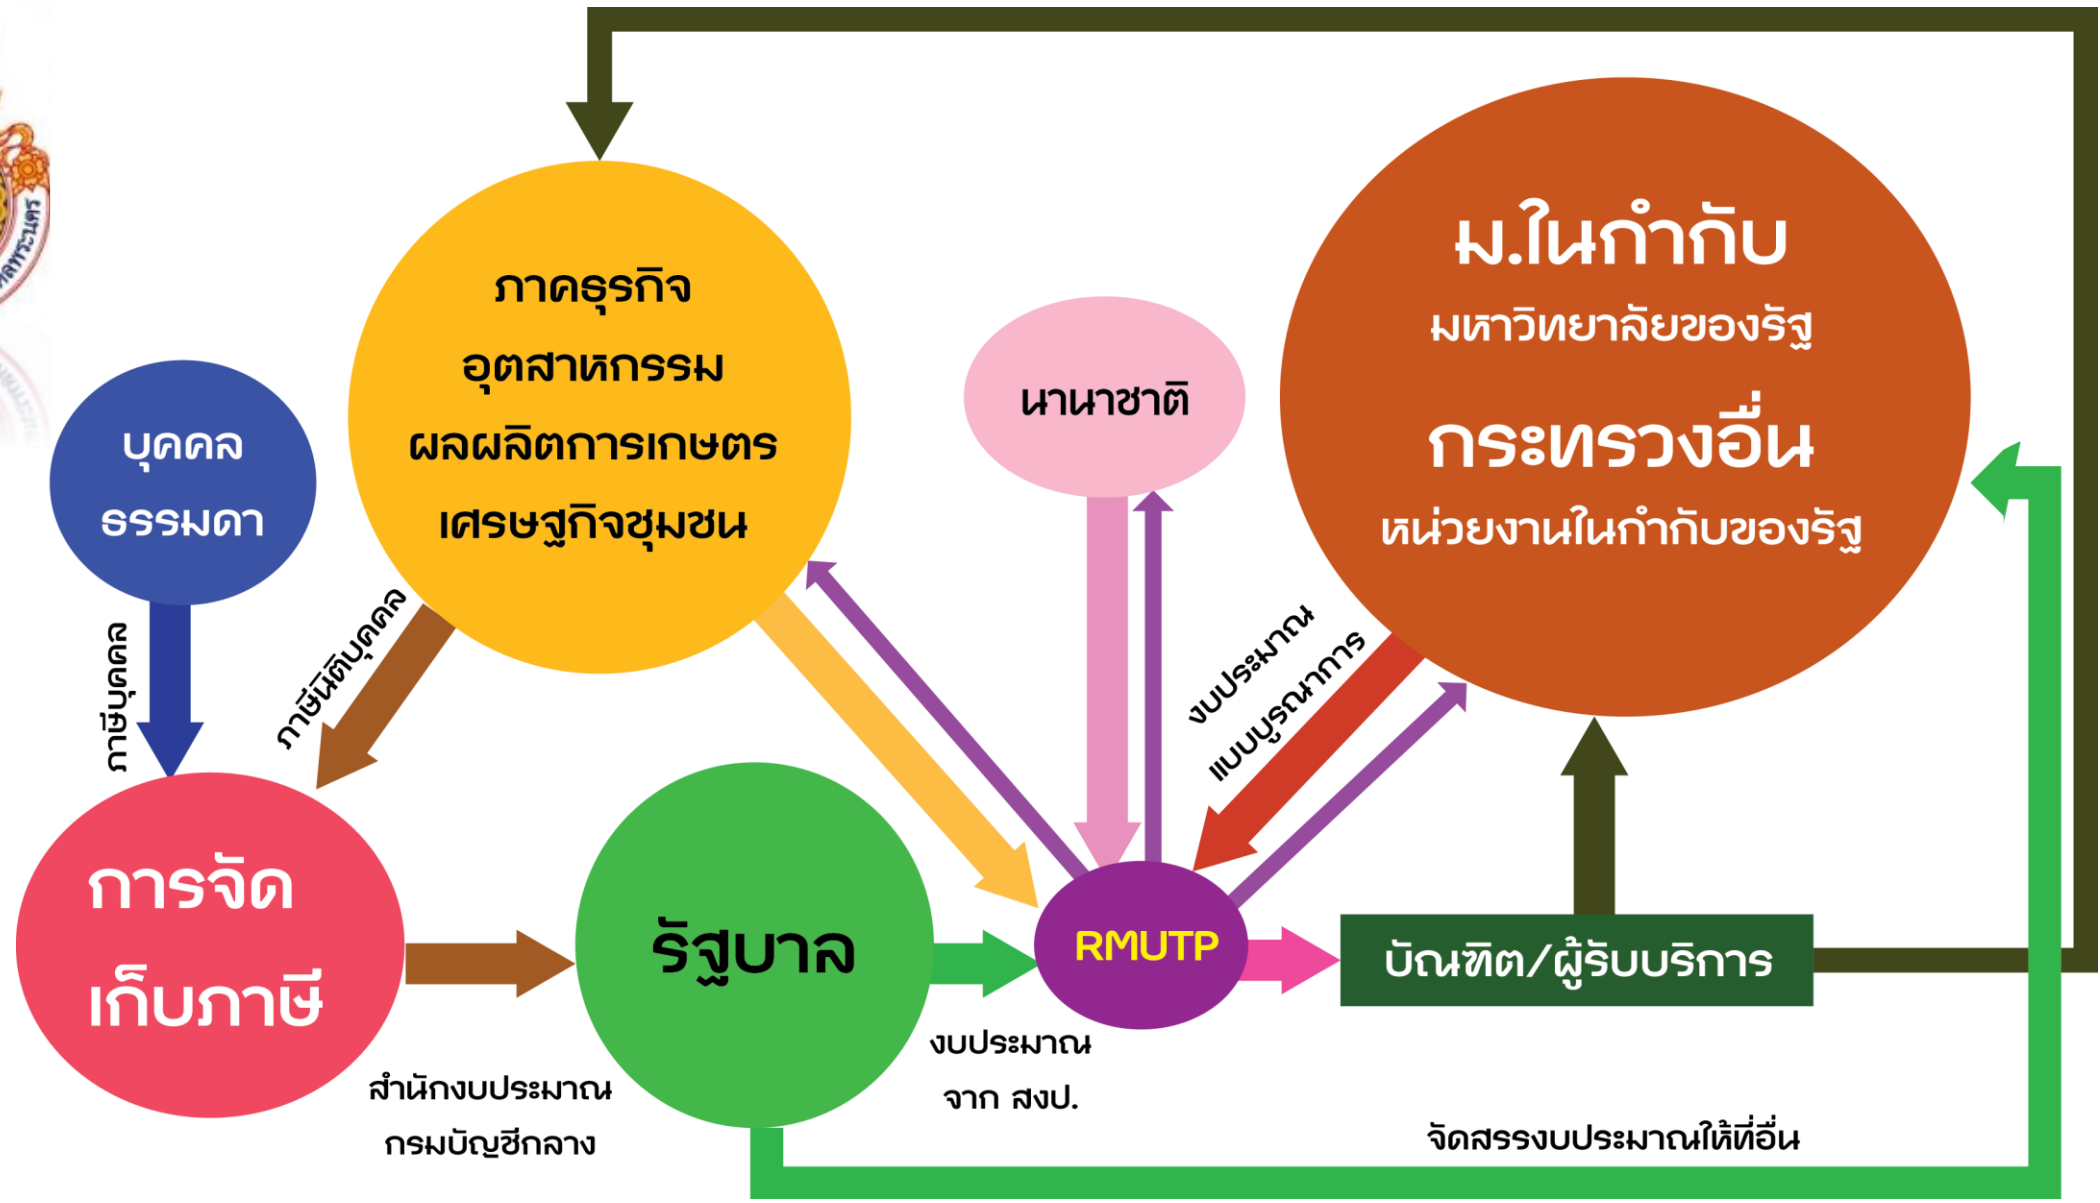 ภาคธุรกิจ
อุตสาหกรรม
ผลผลิตการเกษตร
เศรษฐกิจชุมชน
ม.ในกำกับ
มหาวิทยาลัยของรัฐ
กระทรวงอื่น
หน่วยงานในกำกับของรัฐ
นานาชาติ
บุคคล
ธรรมดา
ภาษีบุคคล
ภาษีนิติบุคคล
งบประมาณ
แบบบูรณาการ
การจัด
เก็บภาษี
รัฐบาล
RMUTP
บัณฑิต/ผู้รับบริการ
สำนักงบประมาณ
กรมบัญชีกลาง
งบประมาณ
จาก สงป.
จัดสรรงบประมาณให้ที่อื่น